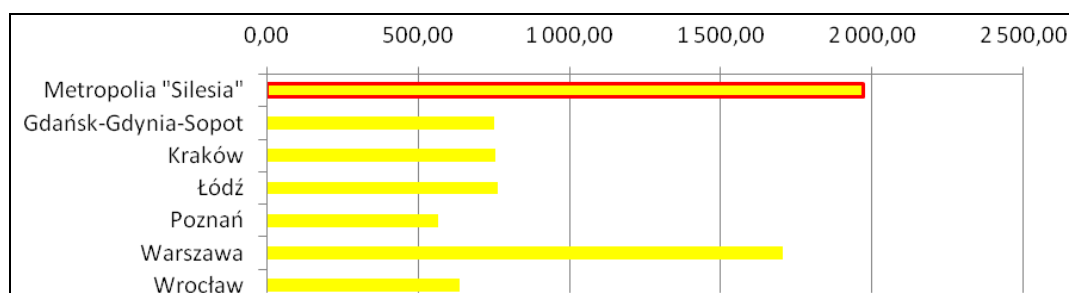 0,00 500,00 1 000,00 1 500,00 2 000,00 2 500,00
Metropolia "Silesia"
Gdańsk-Gdynia-Sopot
Kraków
Łódź
Poznań
Warszawa
Wrocław